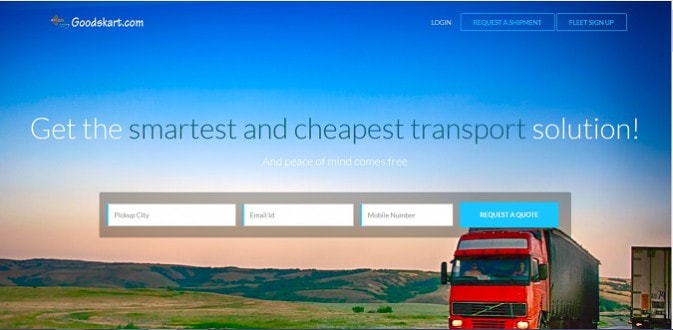 Goodskart.com
LOGIN
REQUEST A SHIPMENT
FLEET SIGN UP
Get the smartest and cheapest transport solution!
And peace of mind comes free
Pickup City
Email Id
Mobile Number
REQUEST A QUOTE